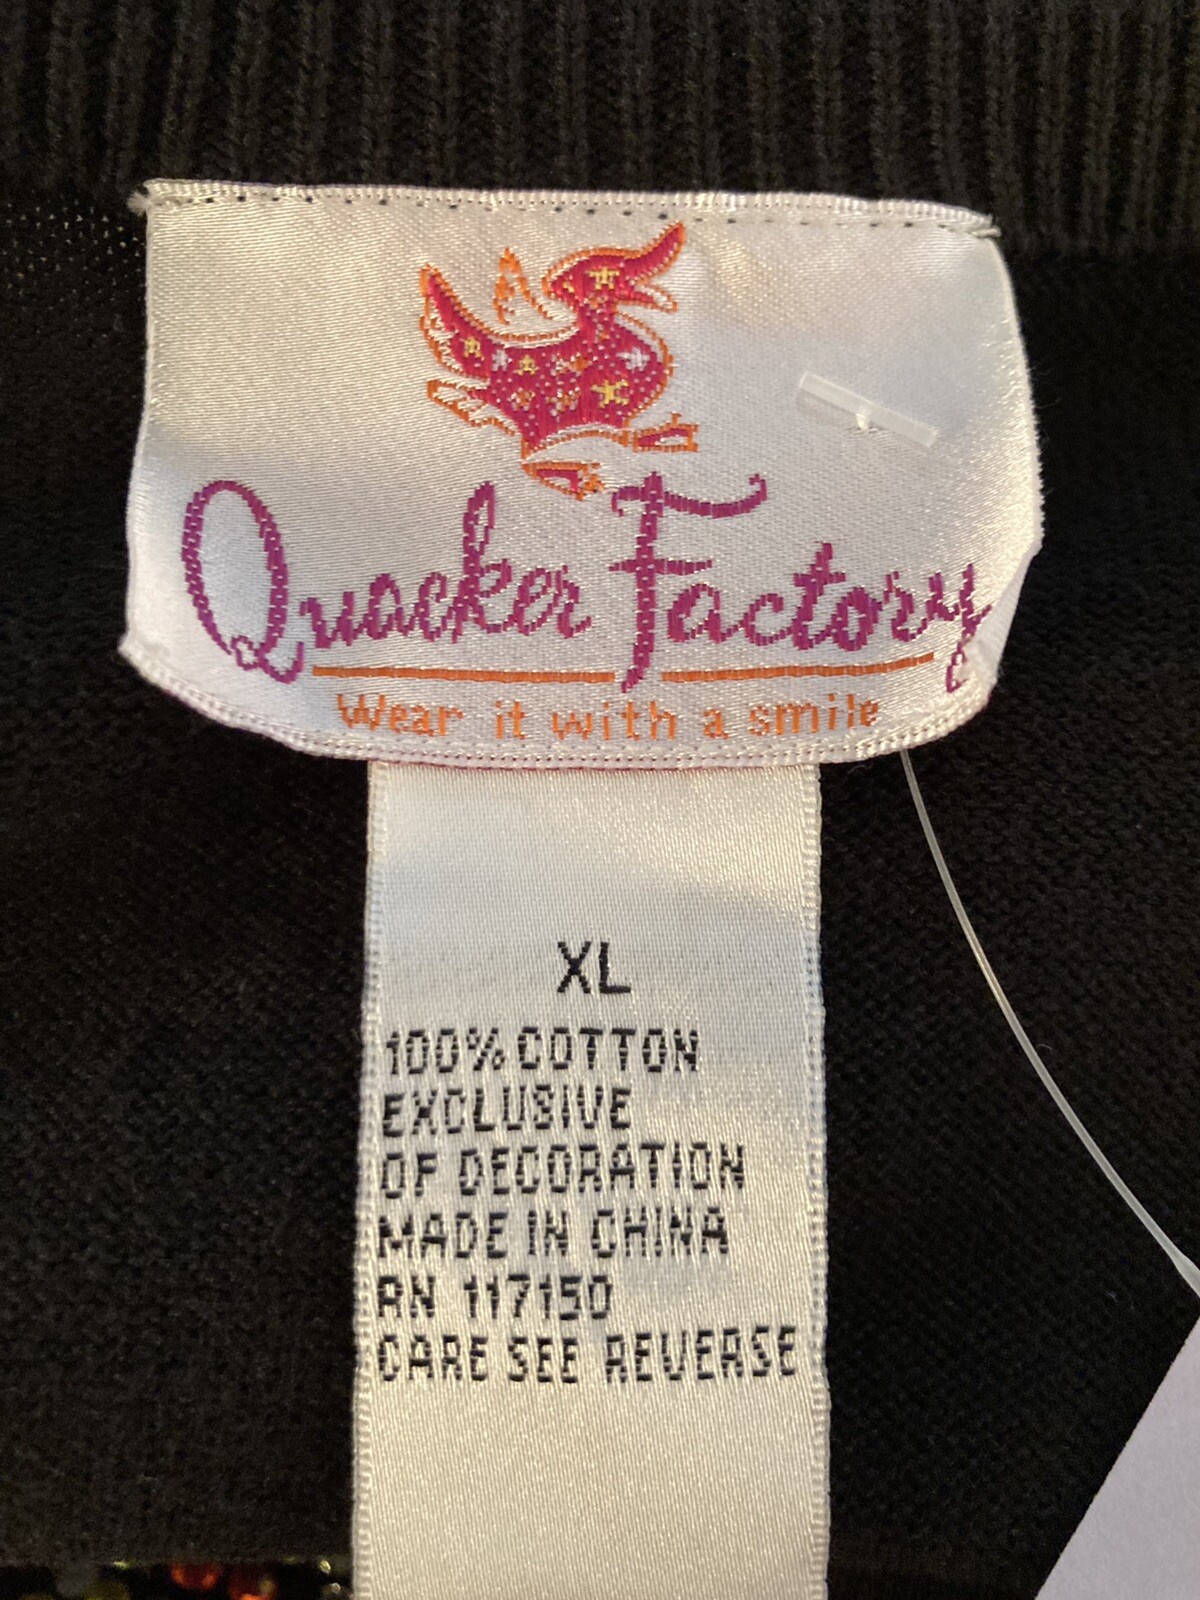 Quacker Factory
Wear it with a smile
XL
100% COTTON
EXCLUSIVE
OF DECORATION
MADE IN CHINA
RN 117150
CARE SEE REVERSE